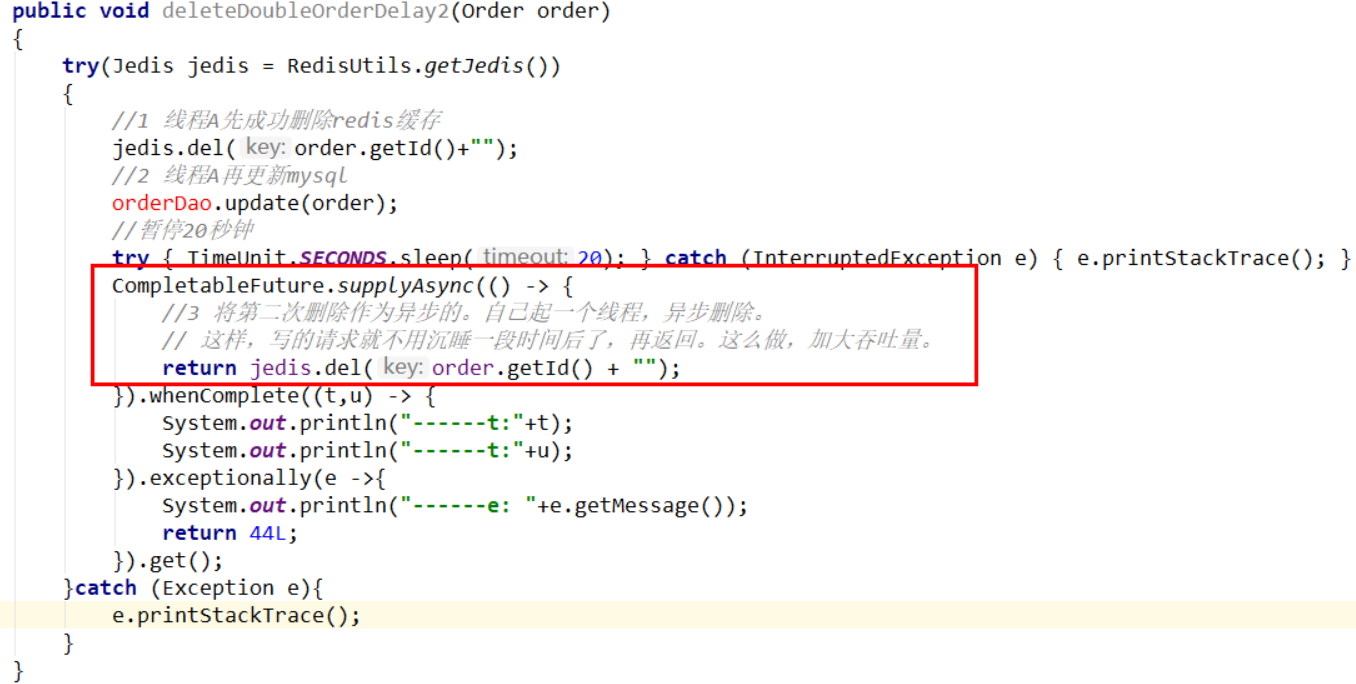 public void deleteDoubleOrderDelay2(Order order)
{
try(Jedis jedis = RedisUtils.getJedis())
{
//1 线程A先成功删除redis缓存
jedis.del( key: order.getId()+"");
//2 线程A再更新mysql
orderDao.update(order);
//暂停20秒钟
try { TimeUnit.SECONDS.sleep( timeout: 20); } catch (InterruptedException e) { e.printStackTrace(); }
CompletableFuture.supplyAsync(() -> {
//3 将第二次删除作为异步的。自己起一个线程，异步删除。
// 这样，写的请求就不用沉睡一段时间后了，再返回。这么做，加大吞吐量。
return jedis.del( key: order.getId() + "");
}).whenComplete((t,u) -> {
System.out.println("------t:"+t);
System.out.println("------t:"+u);
}).exceptionally(e ->{
System.out.println("------e: "+e.getMessage());
return 44L;
}).get();
}catch (Exception e){
e.printStackTrace();
}
}